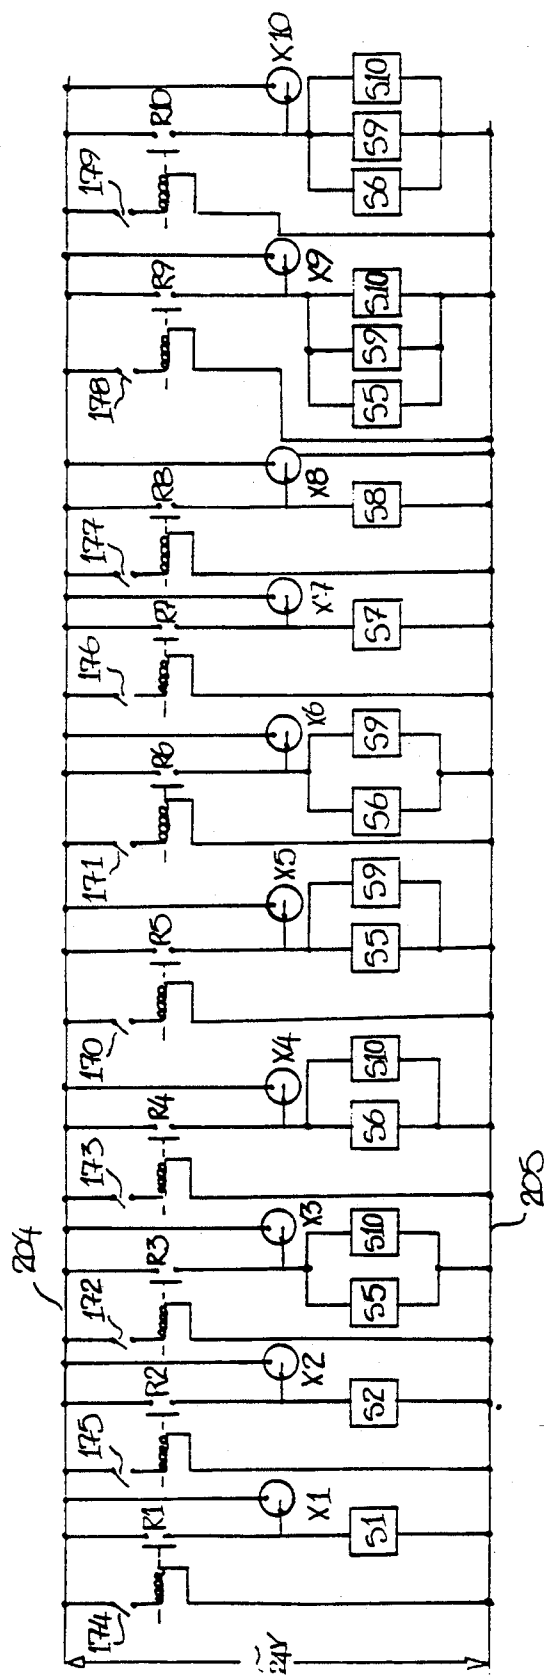 204
174 175 172 173 170 171 176 177 178 179
R1 R2 R3 R4 R5 R6 R7 R8 R9 R10
~24V
X1 X2 X3 X4 X5 X6 X7 X8 X9 X10
S1 S2 S5 S10 S6 S10 S5 S9 S6 S9 S7 S8 S5 S9 S10 S6 S9 S10
205